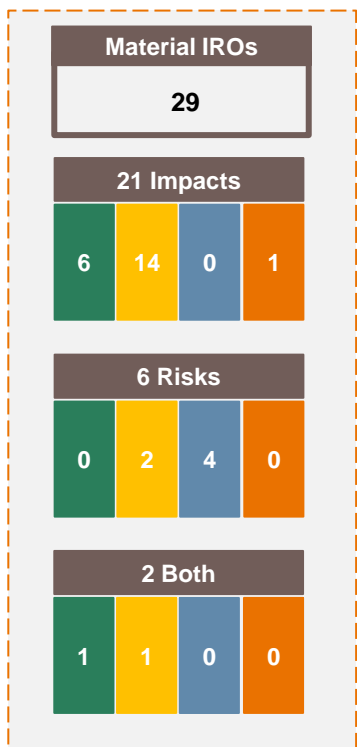 Material IROs
29
21 Impacts
6 14 0 1
6 Risks
0 2 4 0
2 Both
1 1 0 0